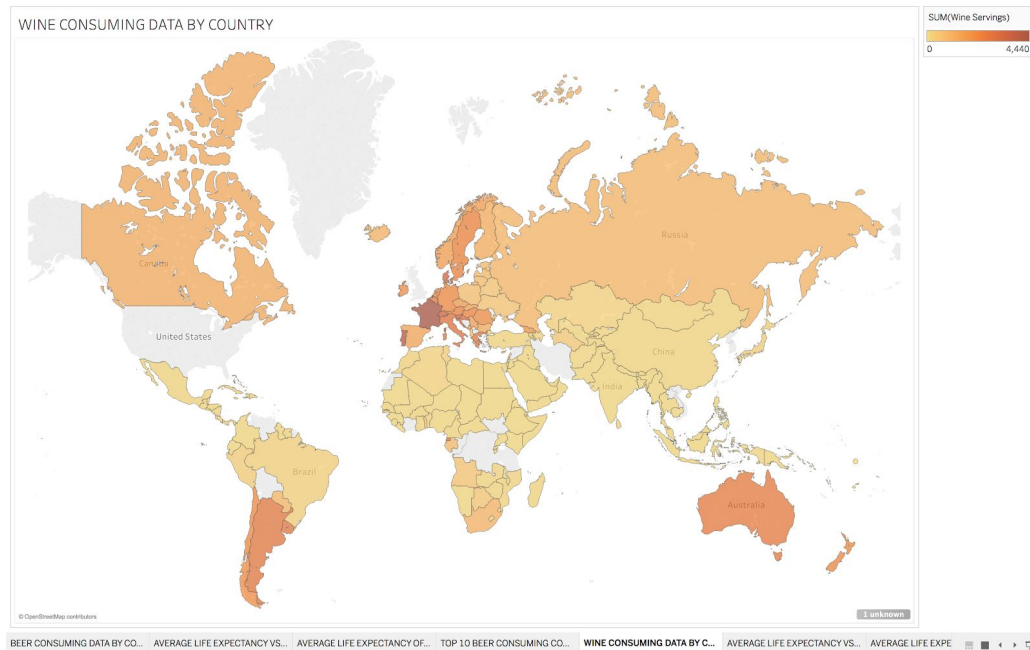 WINE CONSUMING DATA BY COUNTRY
SUM(Wine Servings)
0 4,440
Russia
Canada
United States
China
India
Brazil
Australia
© OpenStreetMap contributors
1 unknown
BEER CONSUMING DATA BY CO... AVERAGE LIFE EXPECTANCY VS... AVERAGE LIFE EXPECTANCY OF... TOP 10 BEER CONSUMING CO... WINE CONSUMING DATA BY C... AVERAGE LIFE EXPECTANCY VS... AVERAGE LIFE EXPE